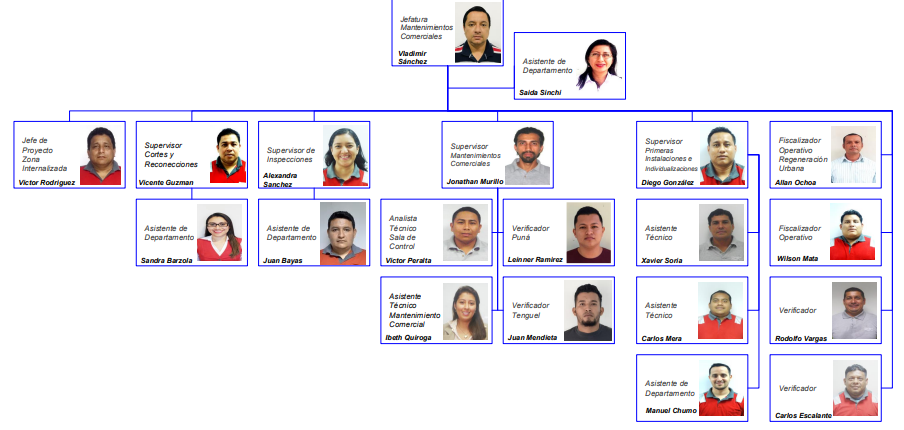 Jefatura
Mantenimientos
Comerciales
Vladimir
Sánchez
Asistente de
Departamento
Saida Sinchi
Jefe de
Proyecto
Zona
Internalizada
Victor Rodriguez
Supervisor
Cortes y
Reconecciones
Vicente Guzman
Supervisor de
Inspecciones
Alexandra
Sanchez
Supervisor
Mantenimientos
Comerciales
Jonathan Murillo
Supervisor
Primeras
Instalaciones e
Individualizaciones
Diego González
Fiscalizador
Operativo
Regeneración
Urbana
Allan Ochoa
Asistente de
Departamento
Sandra Barzola
Asistente de
Departamento
Juan Bayas
Analista
Técnico
Sala de
Control
Victor Peralta
Verificador
Puná
Leinner Ramirez
Asistente
Técnico
Xavier Soria
Fiscalizador
Operativo
Wilson Mata
Asistente
Técnico
Mantenimiento
Comercial
Ibeth Quiroga
Verificador
Tenguel
Juan Mendieta
Asistente
Técnico
Carlos Mera
Verificador
Rodolfo Vargas
Asistente de
Departamento
Manuel Chumo
Verificador
Carlos Escalante